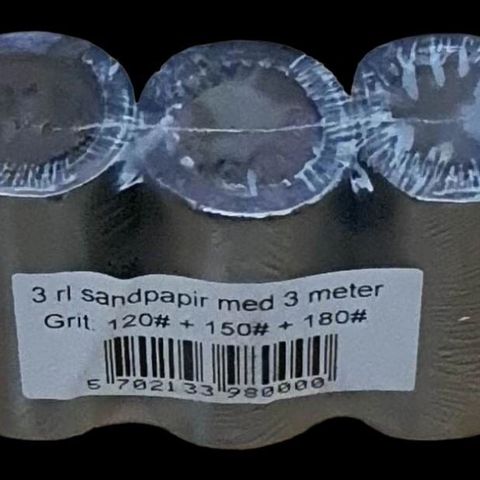 3 rl sandpapir med 3 meter
Grit: 120# + 150# + 180#
5 702133 980000